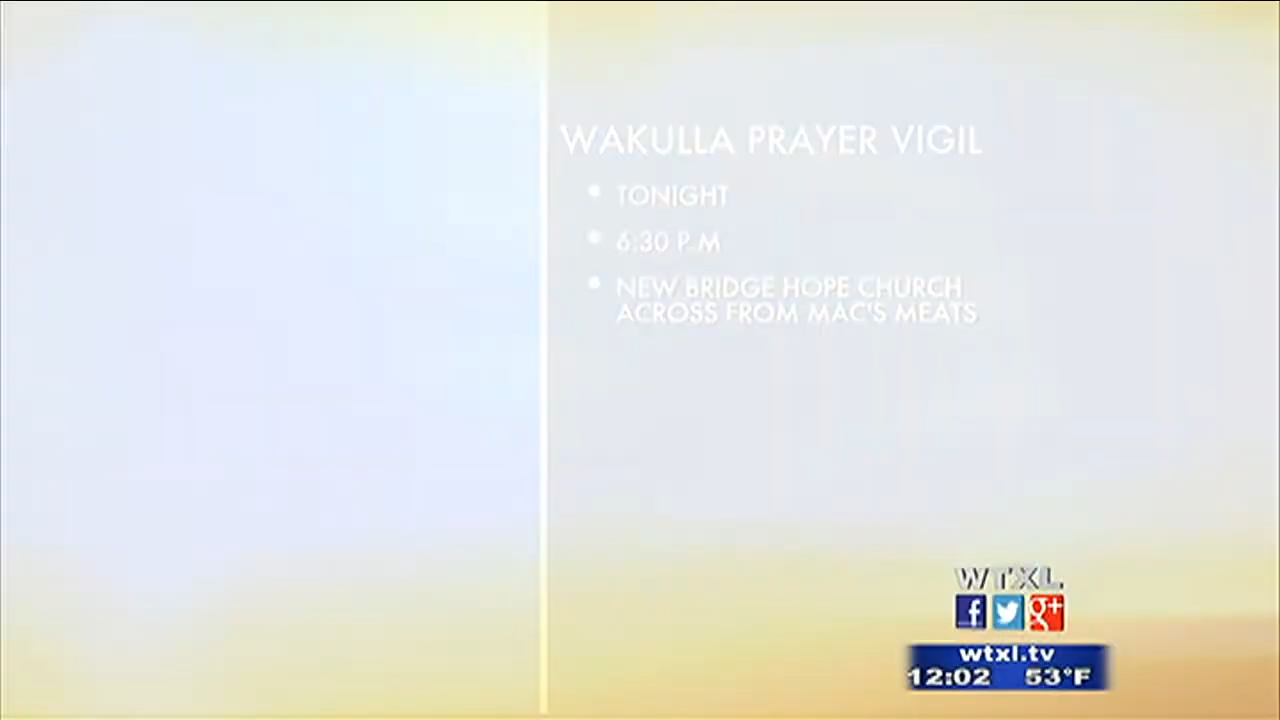 WAKULLA PRAYER VIGIL
• TONIGHT
• 6:30 P.M
• NEW BRIDGE HOPE CHURCH
ACROSS FROM MAC'S MEATS
WTXL
f g+
wtxl.tv
12:02 53°F